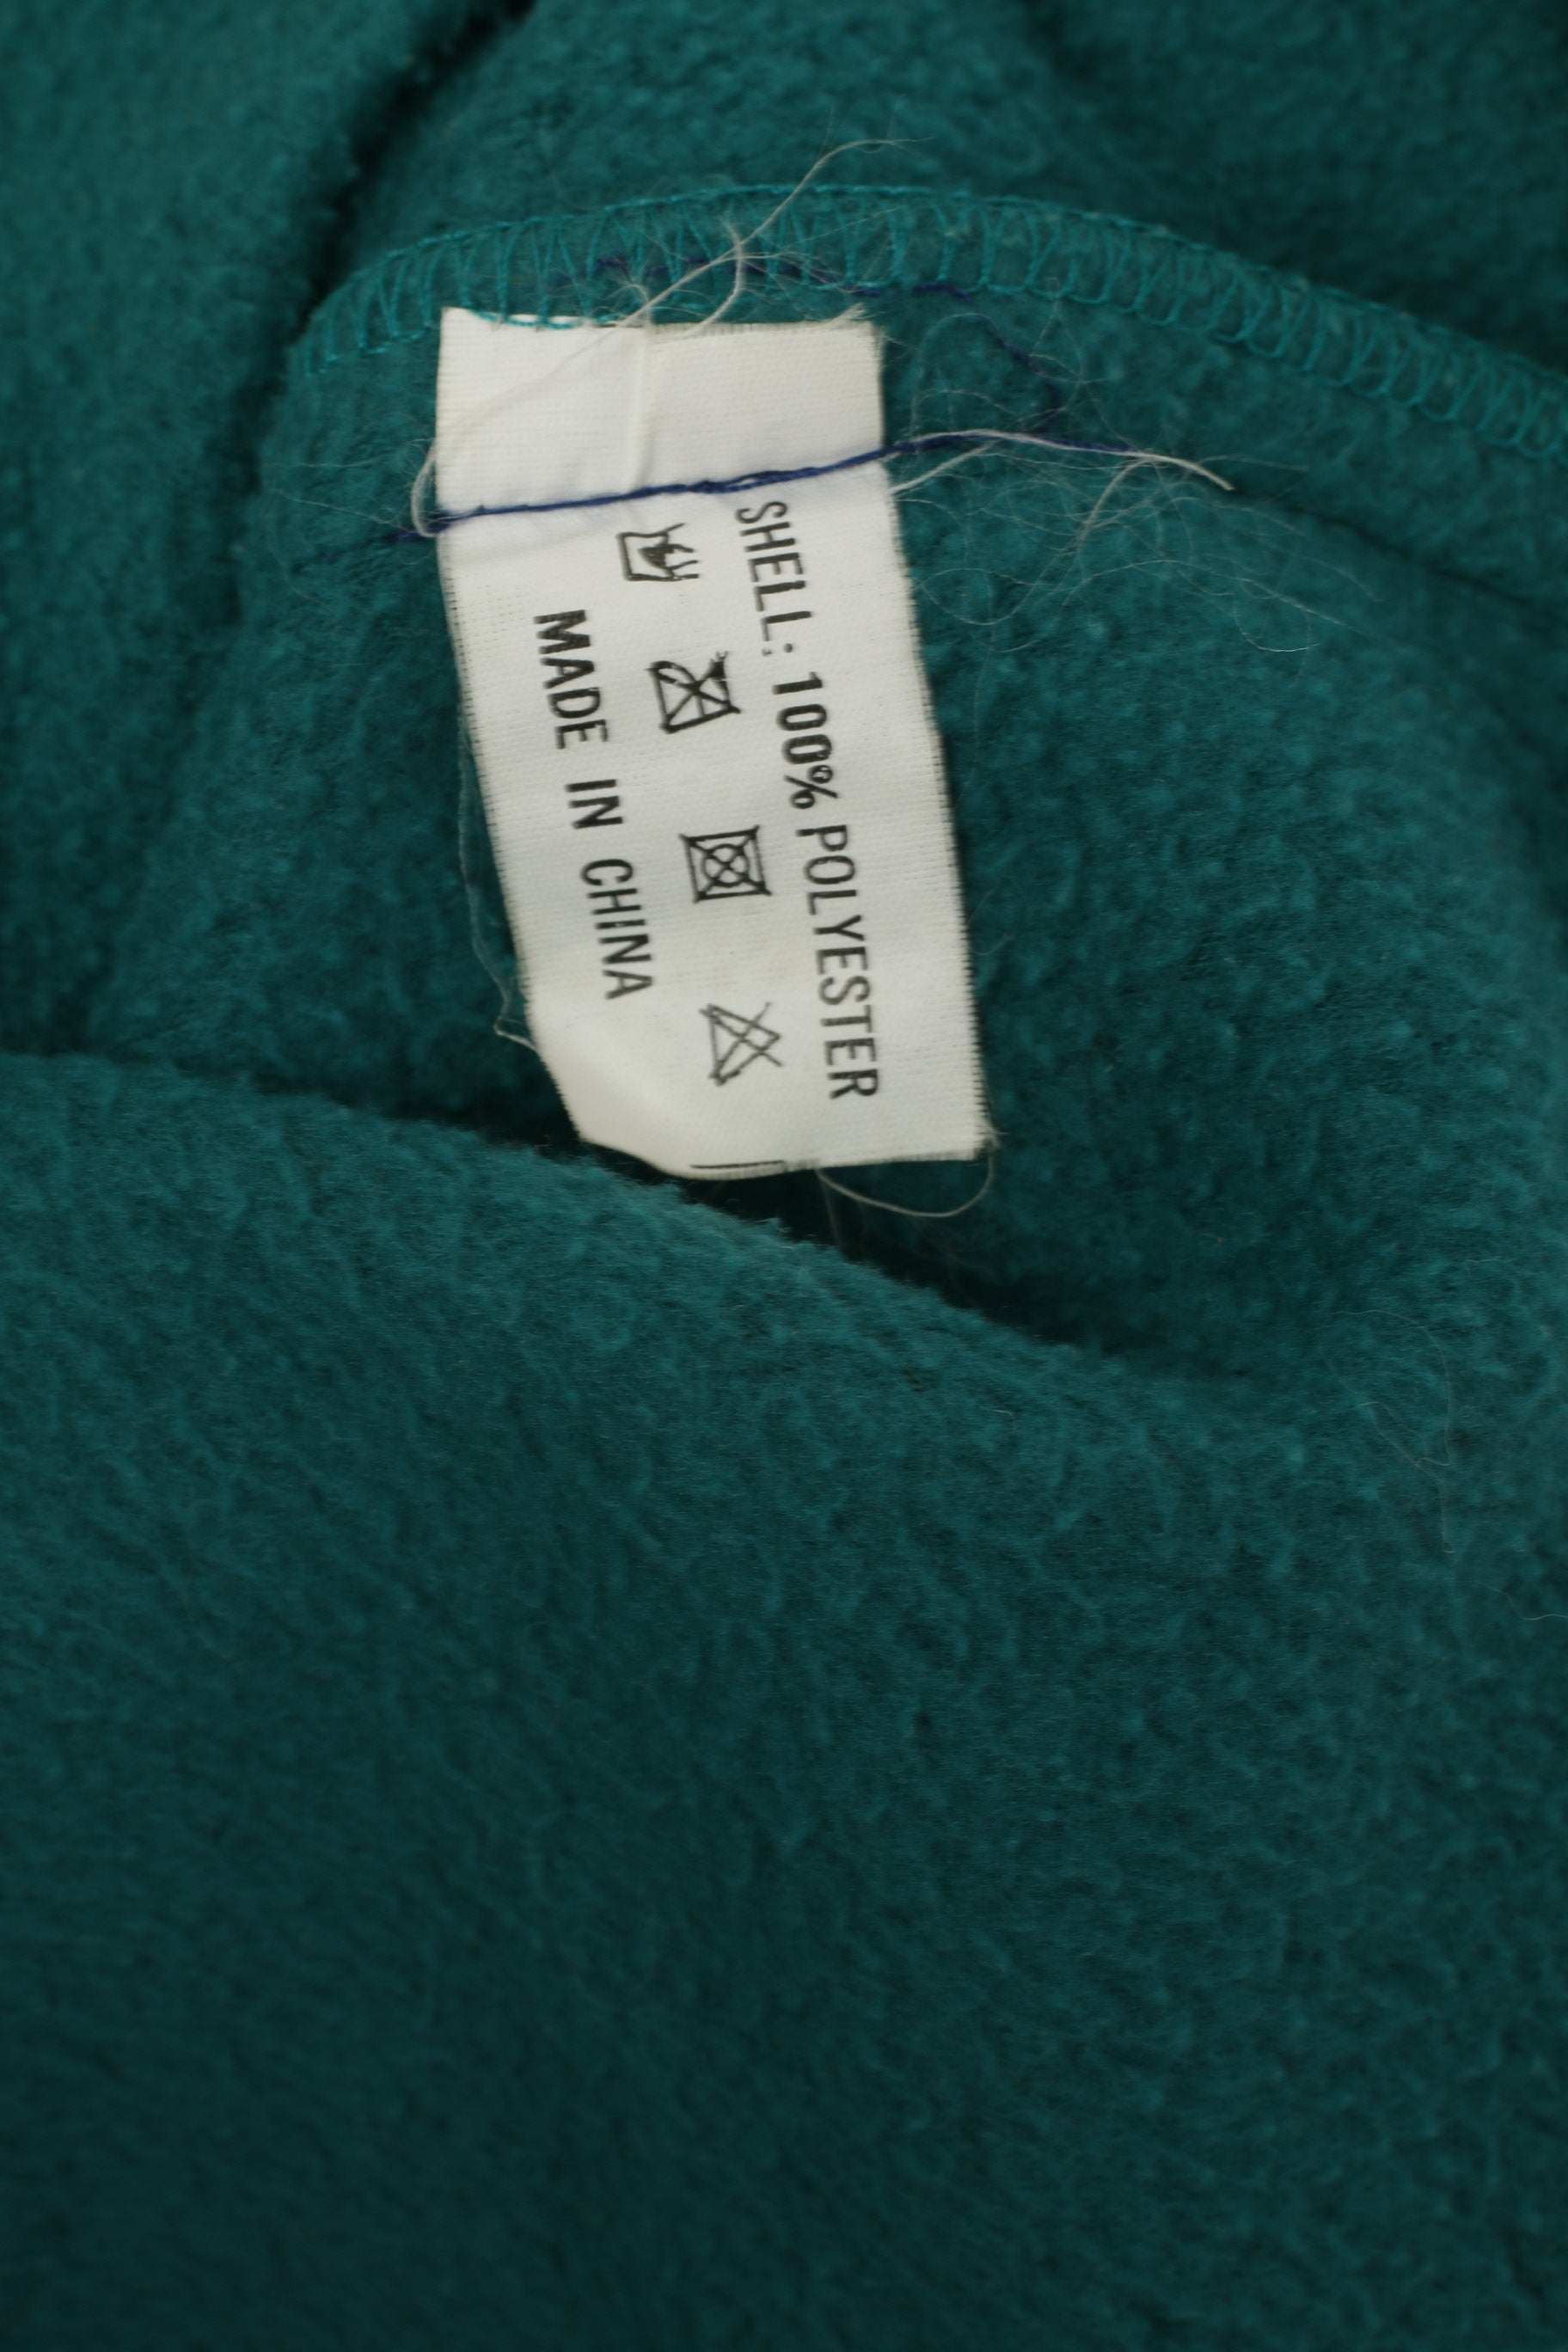 SHELL: 100% POLYESTER
MADE IN CHINA